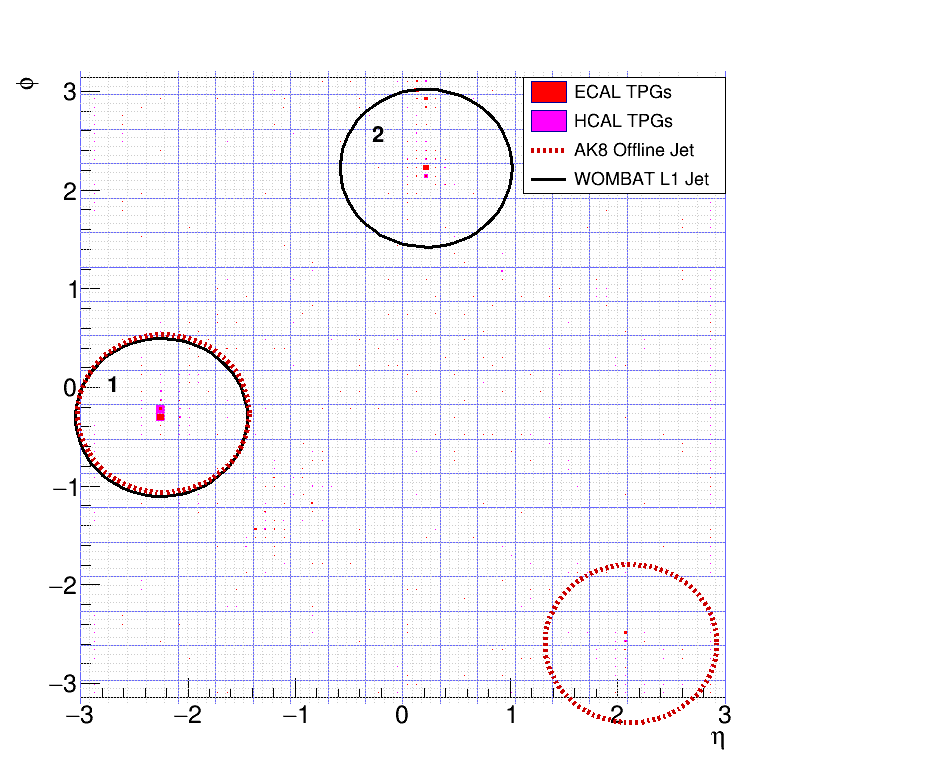 ϕ
3
2
1
0
−1
−2
−3
2
1
ECAL TPGs
HCAL TPGs
AK8 Offline Jet
WOMBAT L1 Jet
−3 −2 −1 0 1 2 3
η